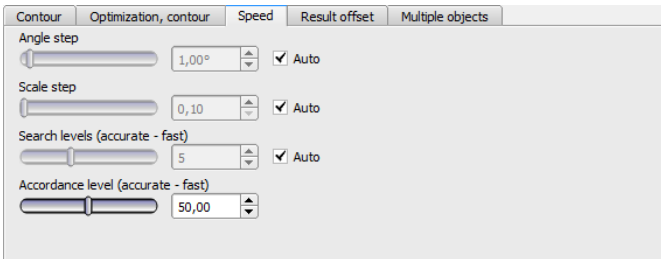 Contour Optimization, contour Speed Result offset Multiple objects
Angle step
1,00° Auto
Scale step
0,10 Auto
Search levels (accurate - fast)
5 Auto
Accordance level (accurate - fast)
50,00